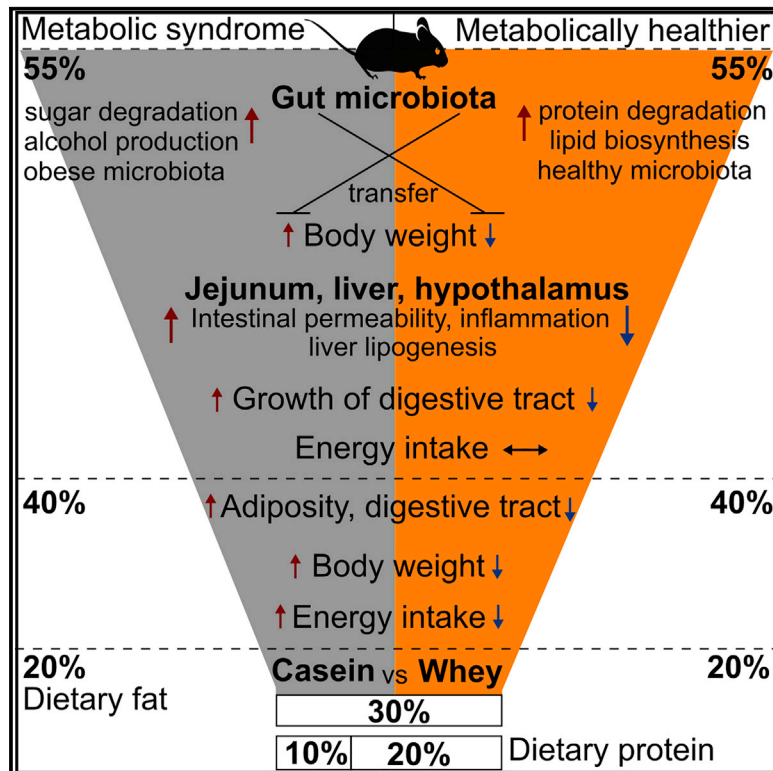 Metabolic syndrome
Metabolically healthier
55%
55%
Gut microbiota
sugar degradation
alcohol production
obese microbiota
protein degradation
lipid biosynthesis
healthy microbiota
transfer
Body weight
Jejunum, liver, hypothalamus
Intestinal permeability, inflammation
liver lipogenesis
Growth of digestive tract
Energy intake
40%
40%
Adiposity, digestive tract
Body weight
Energy intake
20%
Casein vs Whey
20%
Dietary fat
30%
10%
20%
Dietary protein